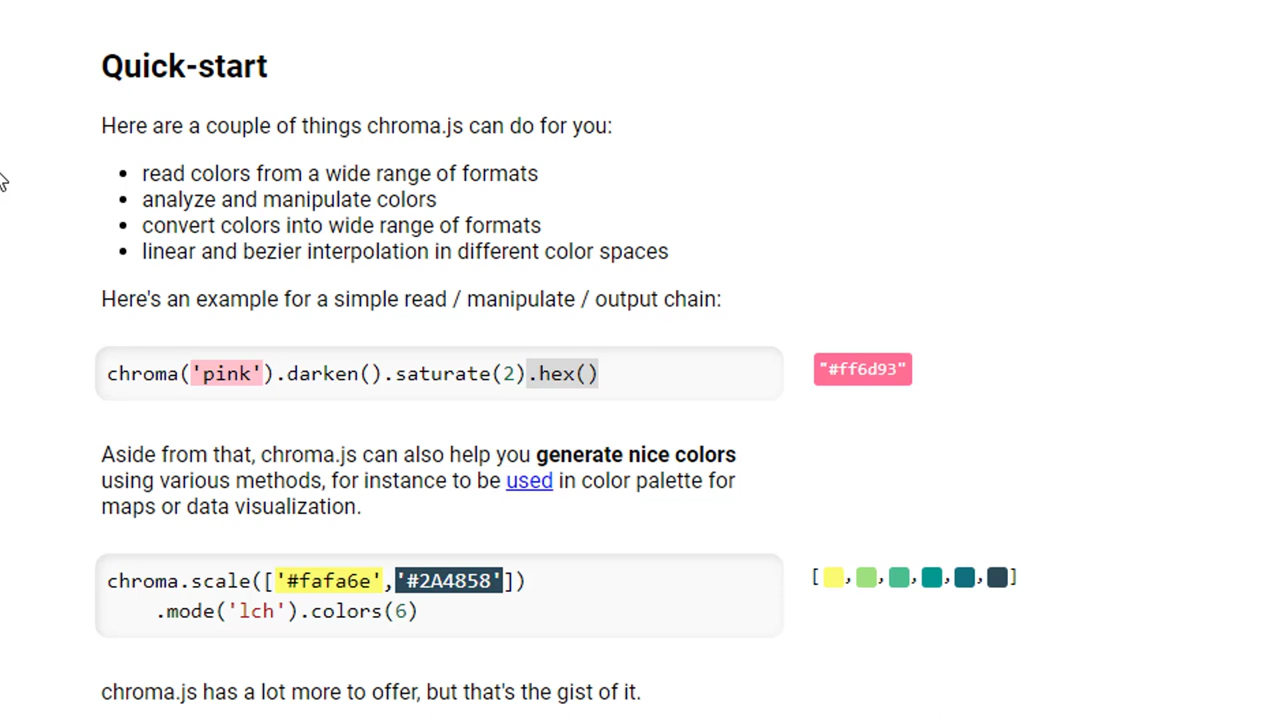 Quick-start
Here are a couple of things chroma.js can do for you:
read colors from a wide range of formats
analyze and manipulate colors
convert colors into wide range of formats
linear and bezier interpolation in different color spaces
Here's an example for a simple read / manipulate / output chain:
chroma('pink').darken().saturate(2).hex()
"#ff6d93"
Aside from that, chroma.js can also help you generate nice colors
using various methods, for instance to be used in color palette for
maps or data visualization.
chroma.scale(['#fafa6e','#2A4858'])
.mode('lch').colors(6)
[ , , , , , ]
chroma.js has a lot more to offer, but that's the gist of it.